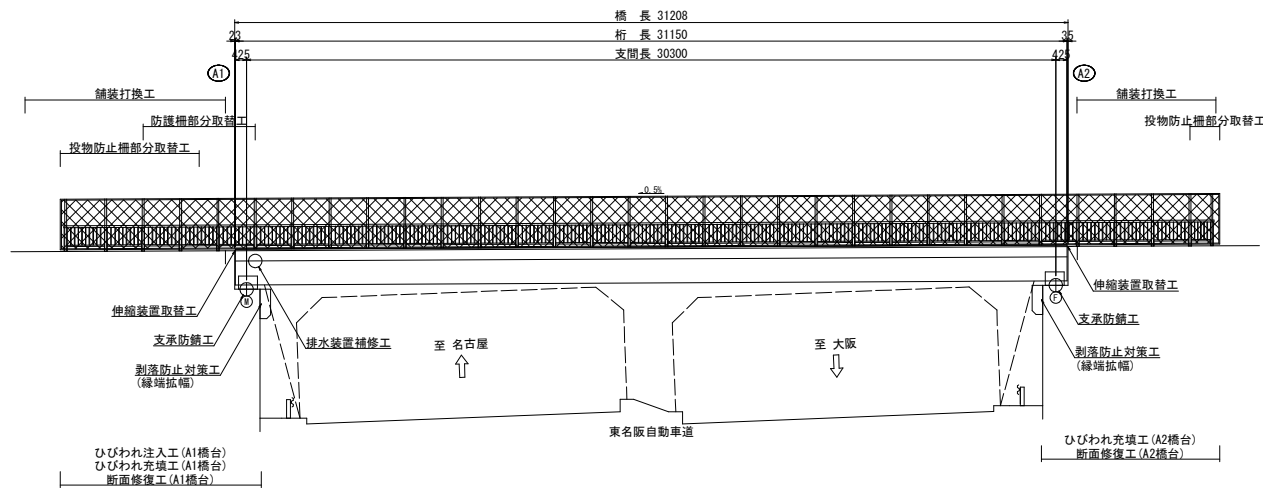 橋 長 31208
23
桁 長 31150
35
425
支間長 30300
425
A1
A2
舗装打換工
舗装打換工
防護柵部分取替工
投物防止柵部分取替工
投物防止柵部分取替工
0.5%
伸縮装置取替工
伸縮装置取替工
M
F
支承防錆工
支承防錆工
排水装置補修工
至 名古屋
至 大阪
剥落防止対策工
(縁端拡幅)
剥落防止対策工
(縁端拡幅)
東名阪自動車道
ひびわれ注入工(A1橋台)
ひびわれ充填工(A1橋台)
断面修復工(A1橋台)
ひびわれ充填工(A2橋台)
断面修復工(A2橋台)